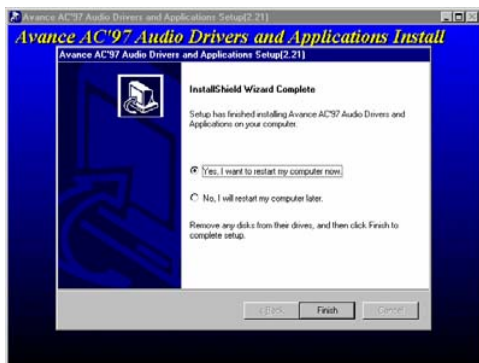 Avance AC'97 Audio Drivers and Applications Setup(2.21)
Avance AC'97 Audio Drivers and Applications Install
Avance AC'97 Audio Drivers and Applications Setup(2.21)
InstallShield Wizard Complete
Setup has finished installing Avance AC'97 Audio Drivers and
Applications on your computer.
Yes, I want to restart my computer now.
No, I will restart my computer later.
Remove any disks from their drives, and then click Finish to
complete setup.
< Back
Finish
Cancel